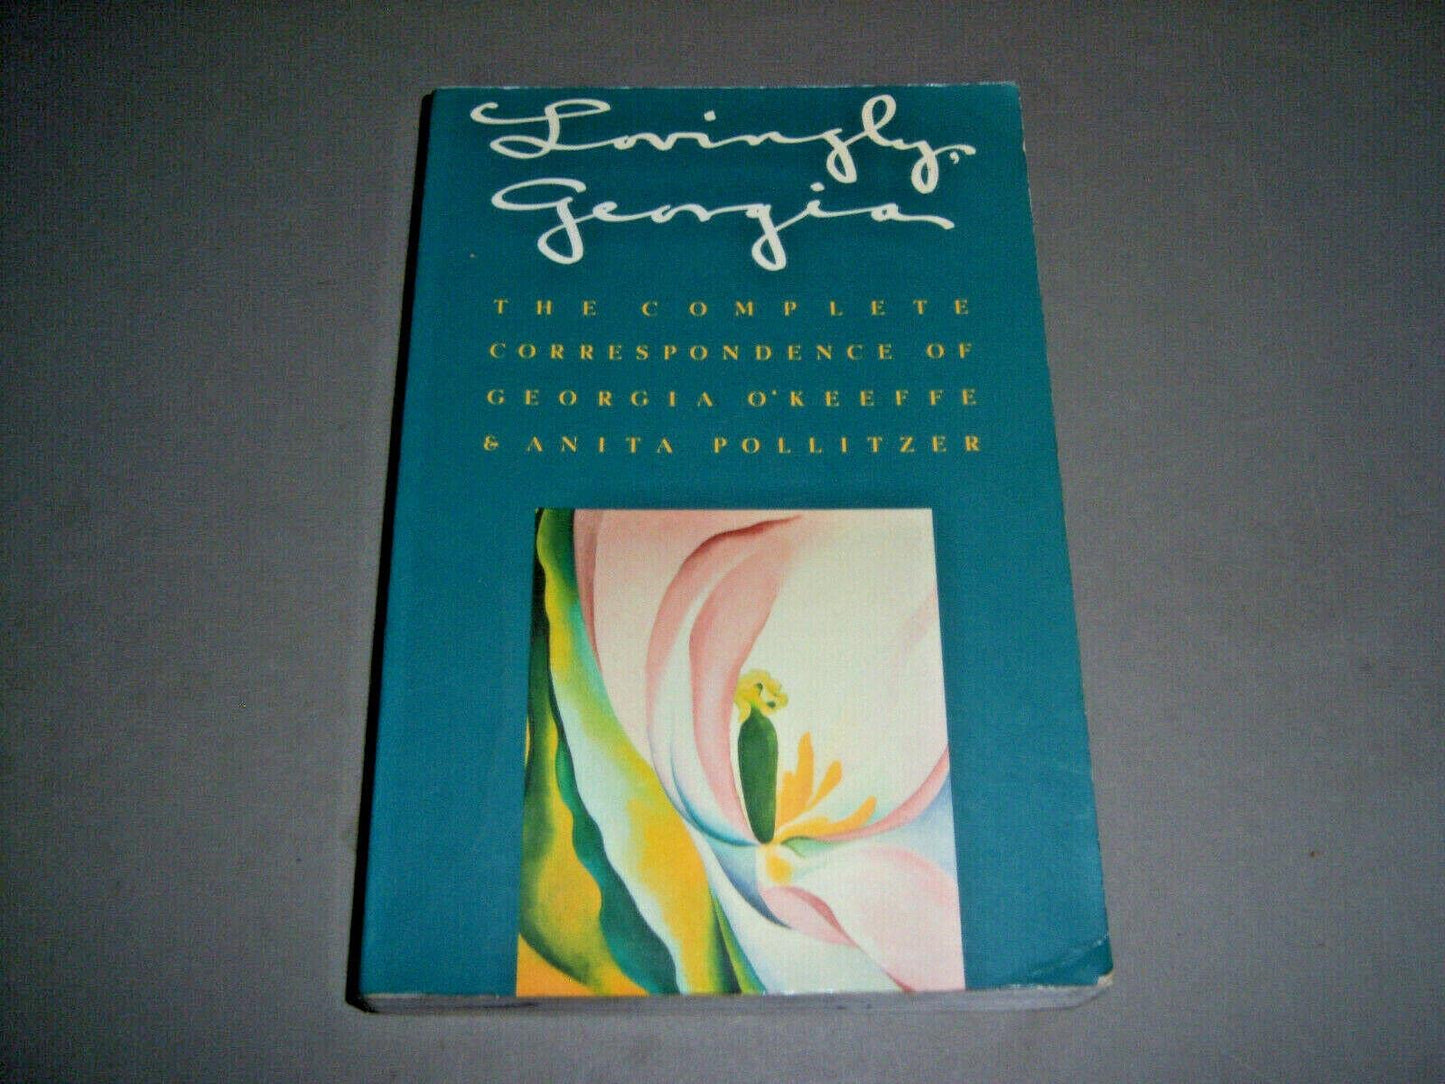 Lovingly,
Georgia
THE COMPLETE
CORRESPONDENCE OF
GEORGIA O'KEEFFE
& ANITA POLLITZER